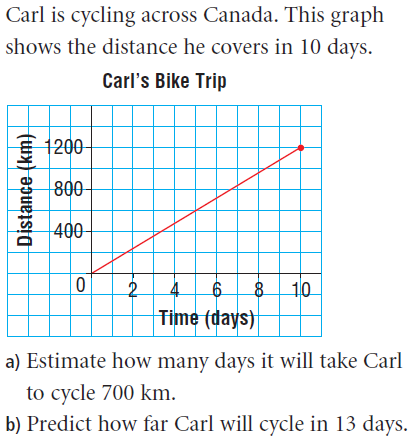 Carl is cycling across Canada. This graph
shows the distance he covers in 10 days.
Carl's Bike Trip
Distance (km)
1200
800
400
0 2 4 6 8 10
Time (days)
a) Estimate how many days it will take Carl
to cycle 700 km.
b) Predict how far Carl will cycle in 13 days.